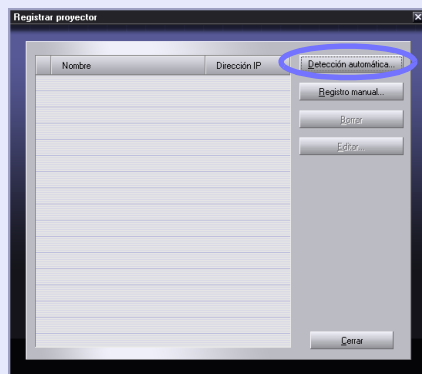 Registrar proyector
Nombre Dirección IP
Detección automática...
Registro manual...
Borrar
Editar...
Cerrar